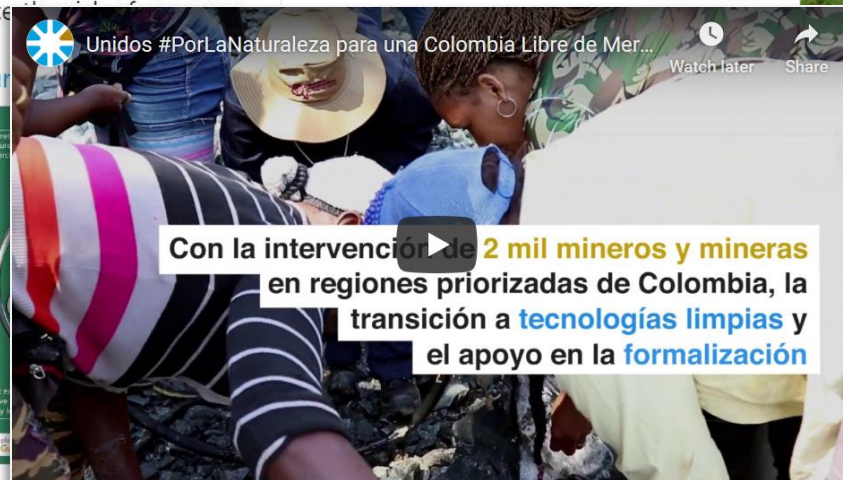 Unidos #PorLaNaturaleza para una Colombia Libre de Mer...
Watch later
Share
Con la intervención de 2 mil mineros y mineras
en regiones priorizadas de Colombia, la
transición a tecnologías limpias y
el apoyo en la formalización